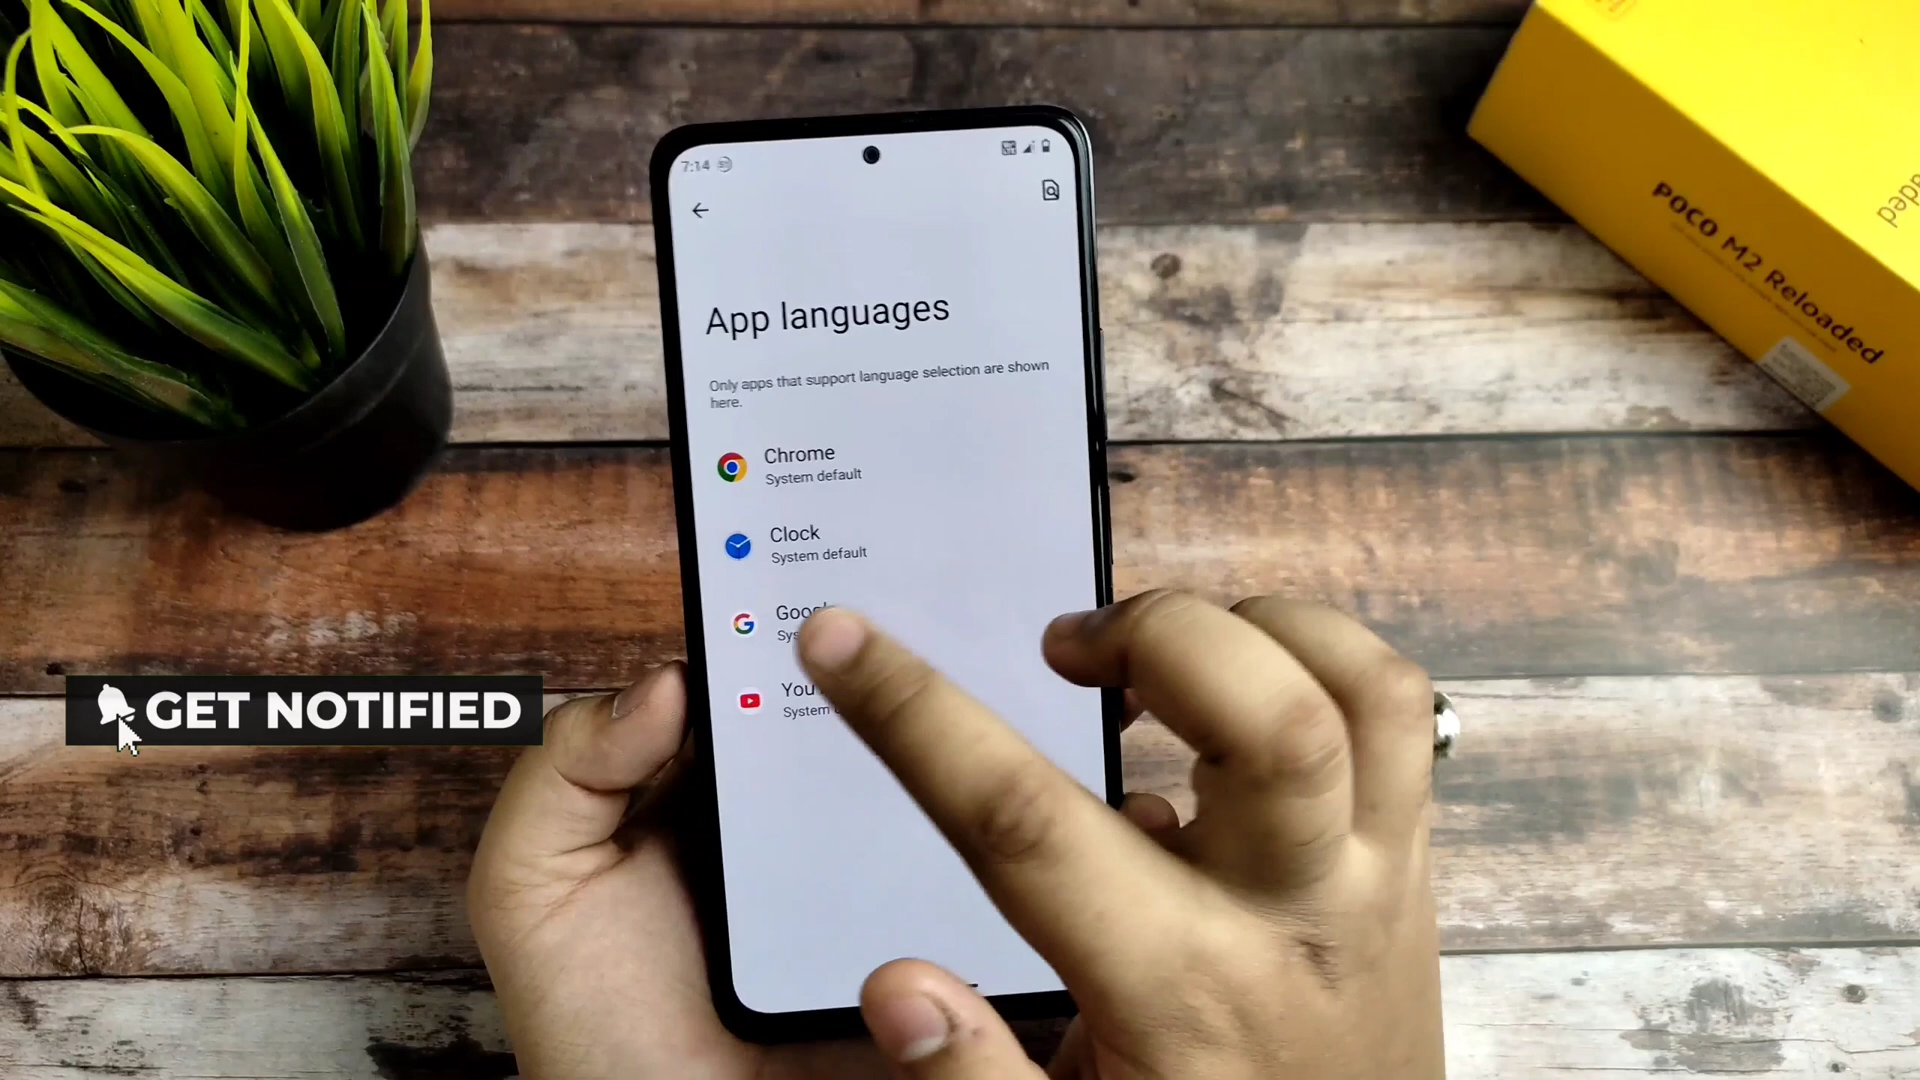 7:14
App languages
Only apps that support language selection are shown
here.
Chrome
System default
Clock
System default
GET NOTIFIED
POCO M2 Reloaded